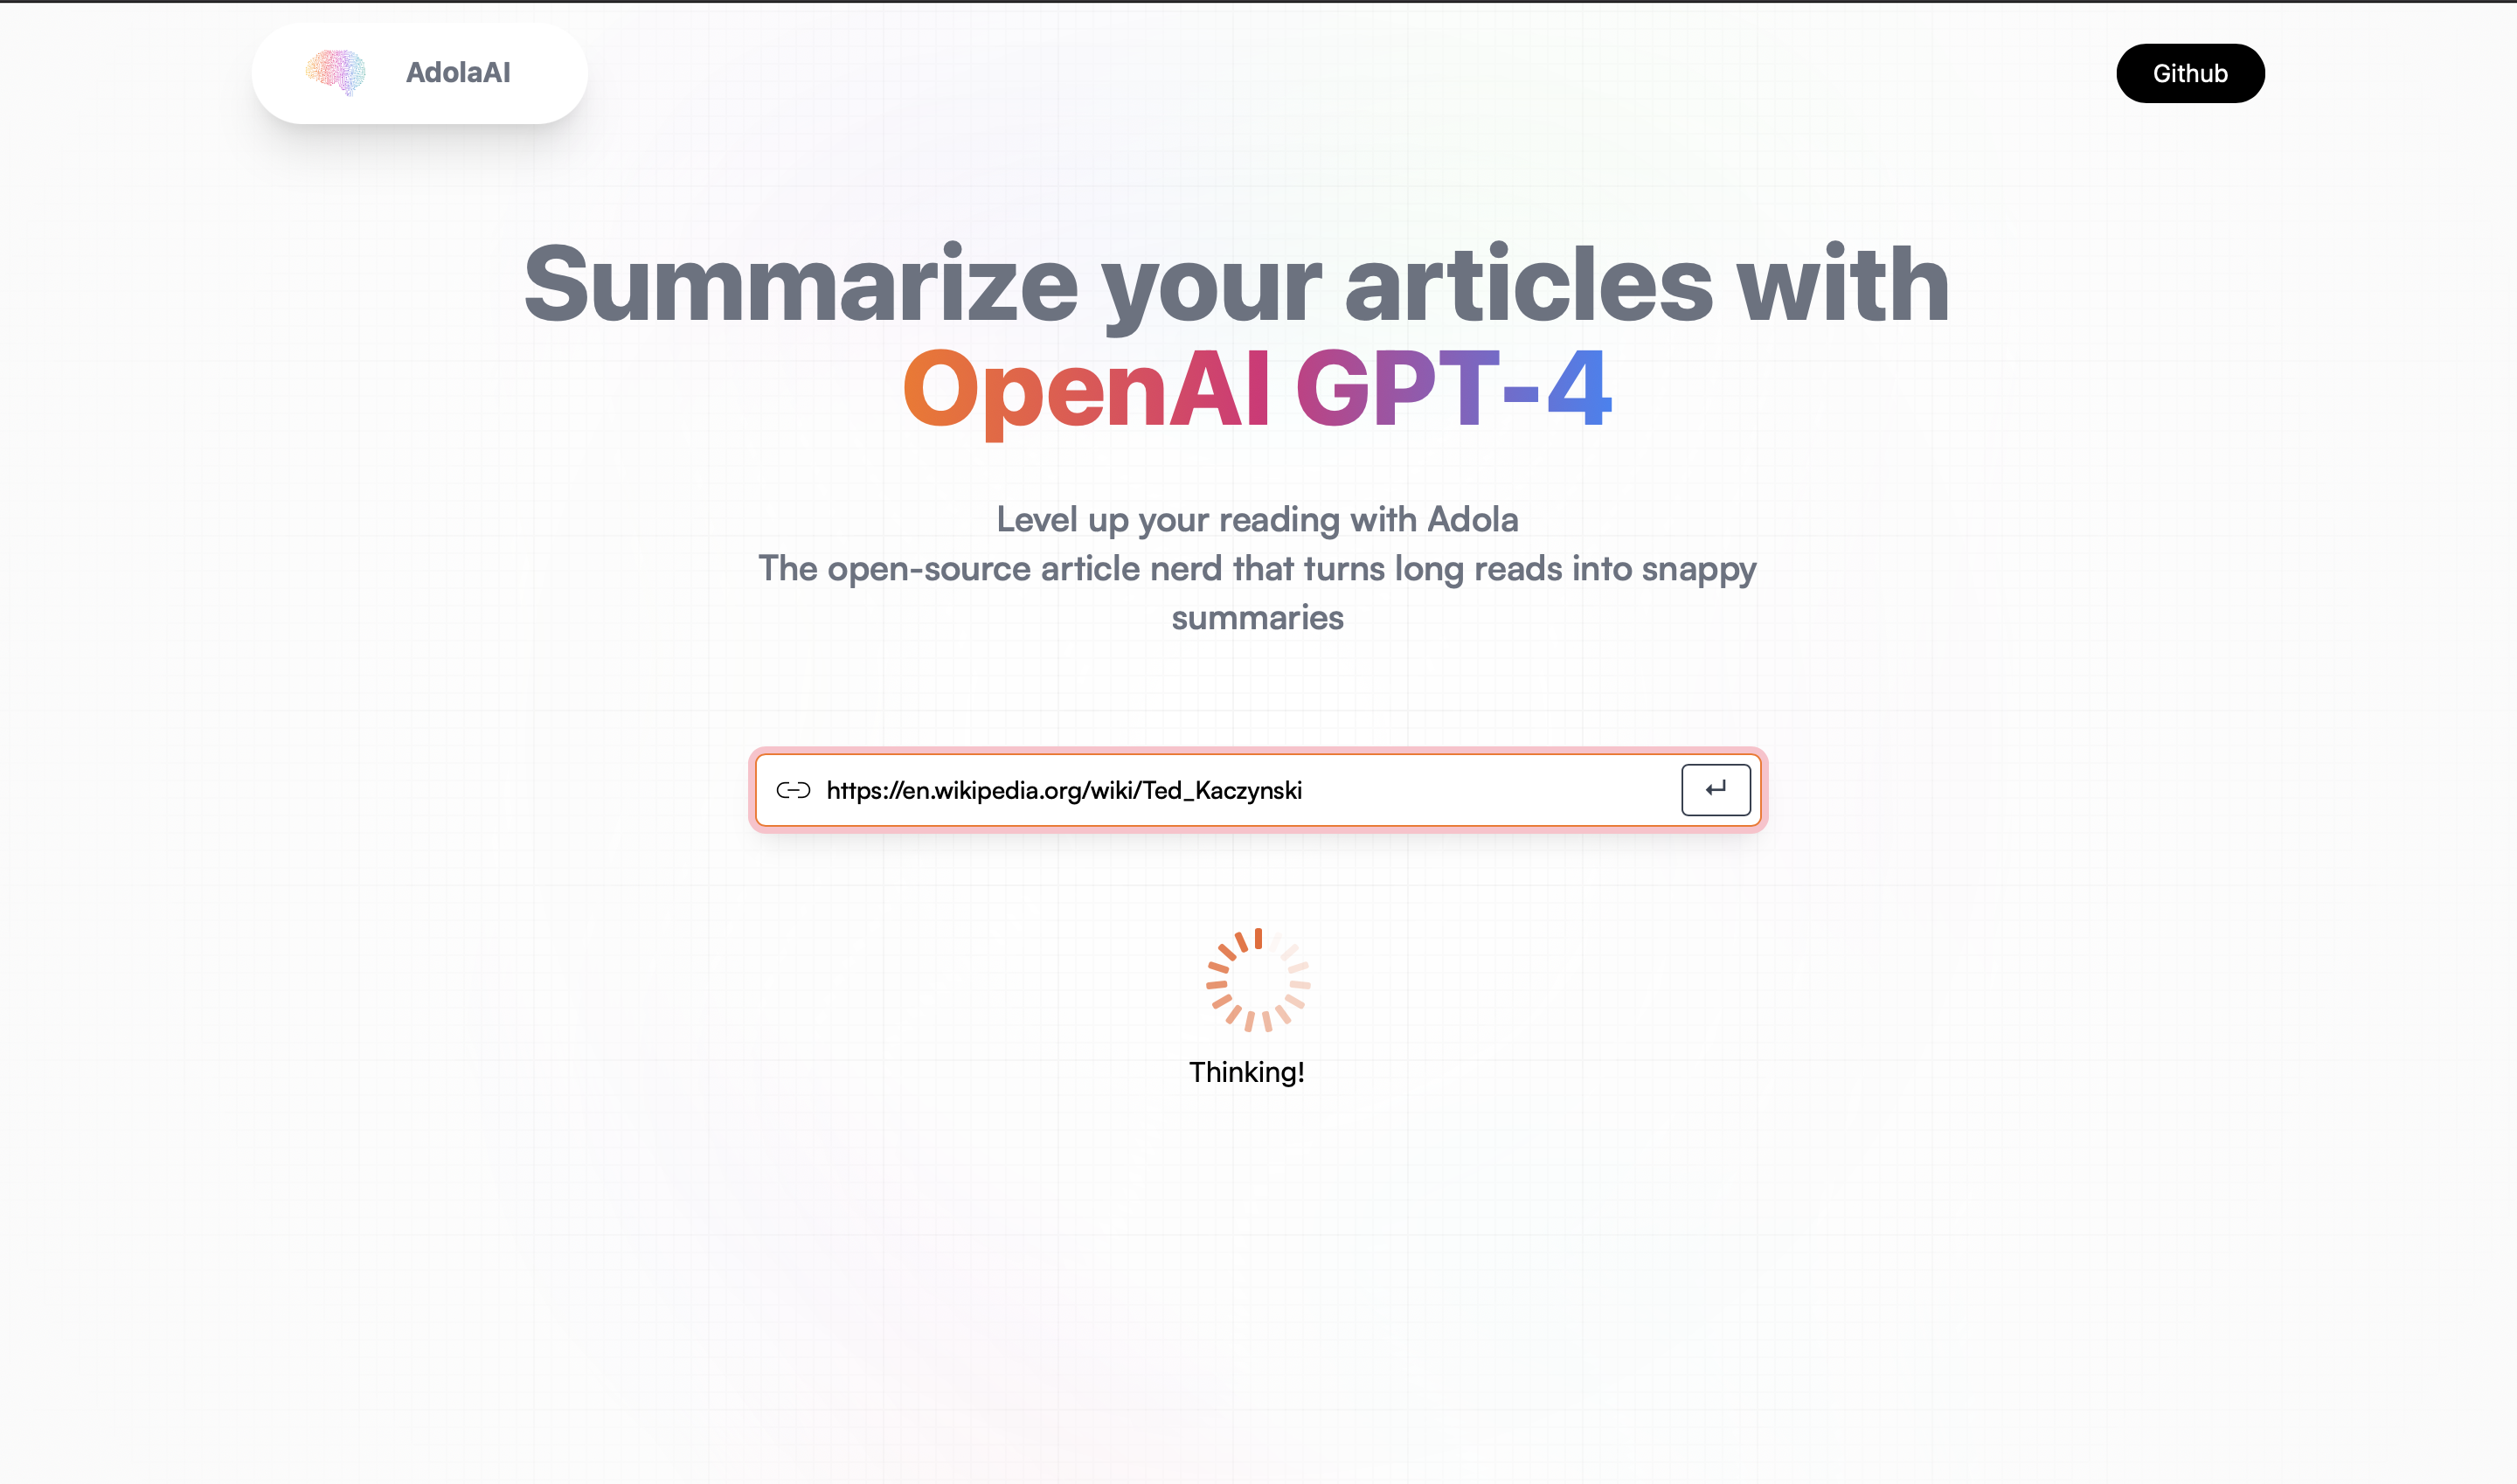 AdolaAI
Github
Summarize your articles with
OpenAI GPT-4
Level up your reading with Adola
The open-source article nerd that turns long reads into snappy
summaries
https://en.wikipedia.org/wiki/Ted_Kaczynski
Thinking!